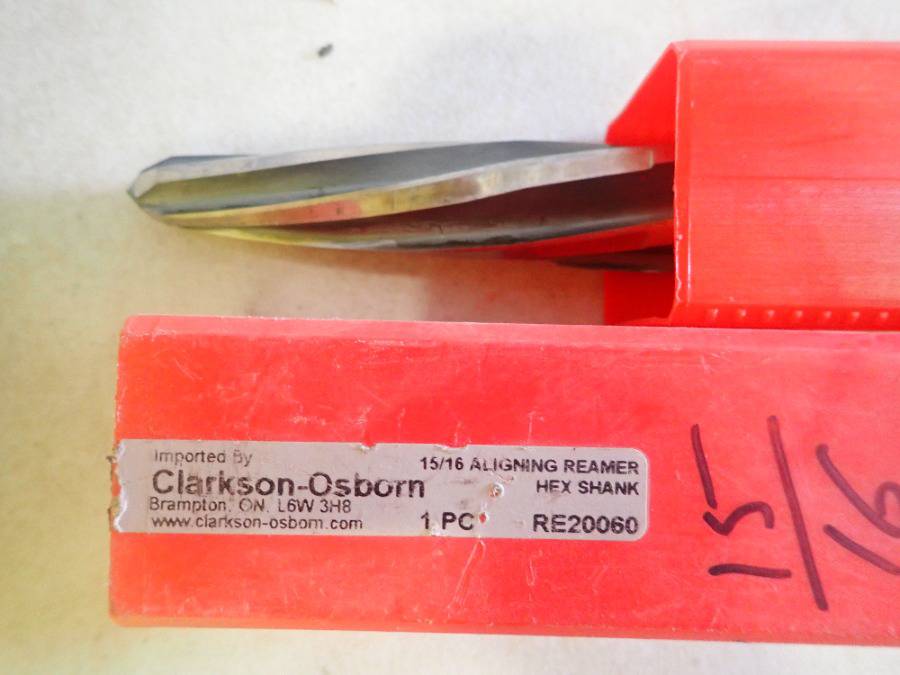 Imported By
Clarkson-Osborn
Brampton, ON, L6W 3H8
www.clarkson-osborn.com
15/16 ALIGNING REAMER
HEX SHANK
1 PC
RE20060
15/16